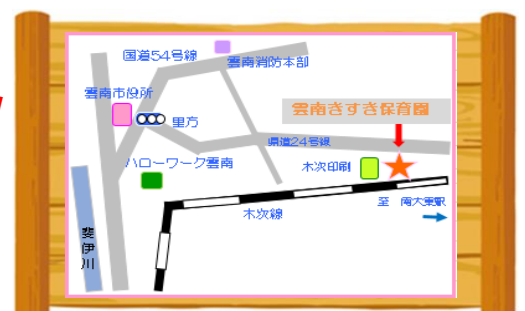 国道54号線
雲南消防本部
雲南市役所
里方
雲南きすき保育園
県道24号線
ハローワーク雲南
木次印刷
木次線
至 南大東駅
斐伊川